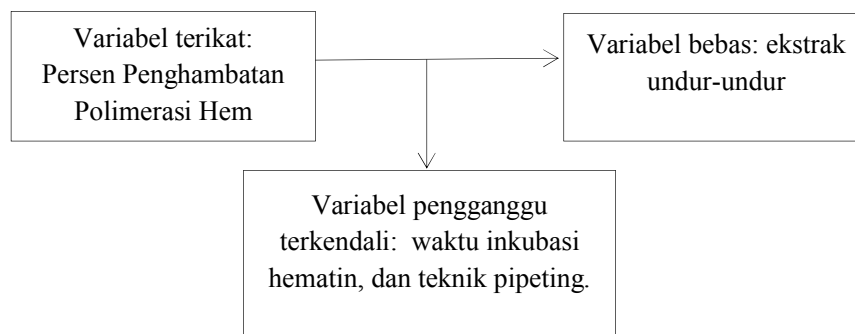 Variabel terikat:
Persen Penghambatan
Polimerasi Hem
Variabel bebas: ekstrak
undur-undur
Variabel pengganggu
terkendali:  waktu inkubasi
hematin, dan teknik pipeting.